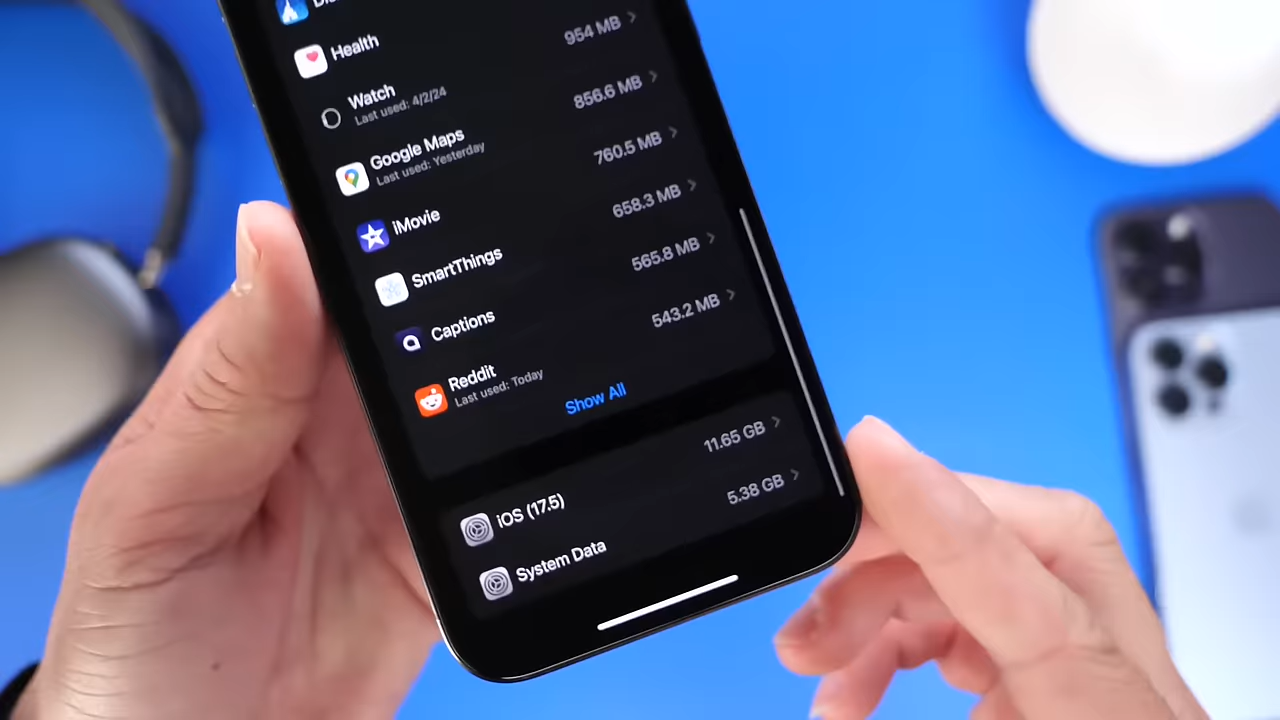 Health
Watch 954 MB
Last used: 4/2/24
Google Maps 856.6 MB
Last used: Yesterday
iMovie 760.5 MB
SmartThings 658.3 MB
Captions 565.8 MB
Reddit 543.2 MB
Last used: Today
Show All
iOS (17.5) 11.65 GB
System Data 5.38 GB